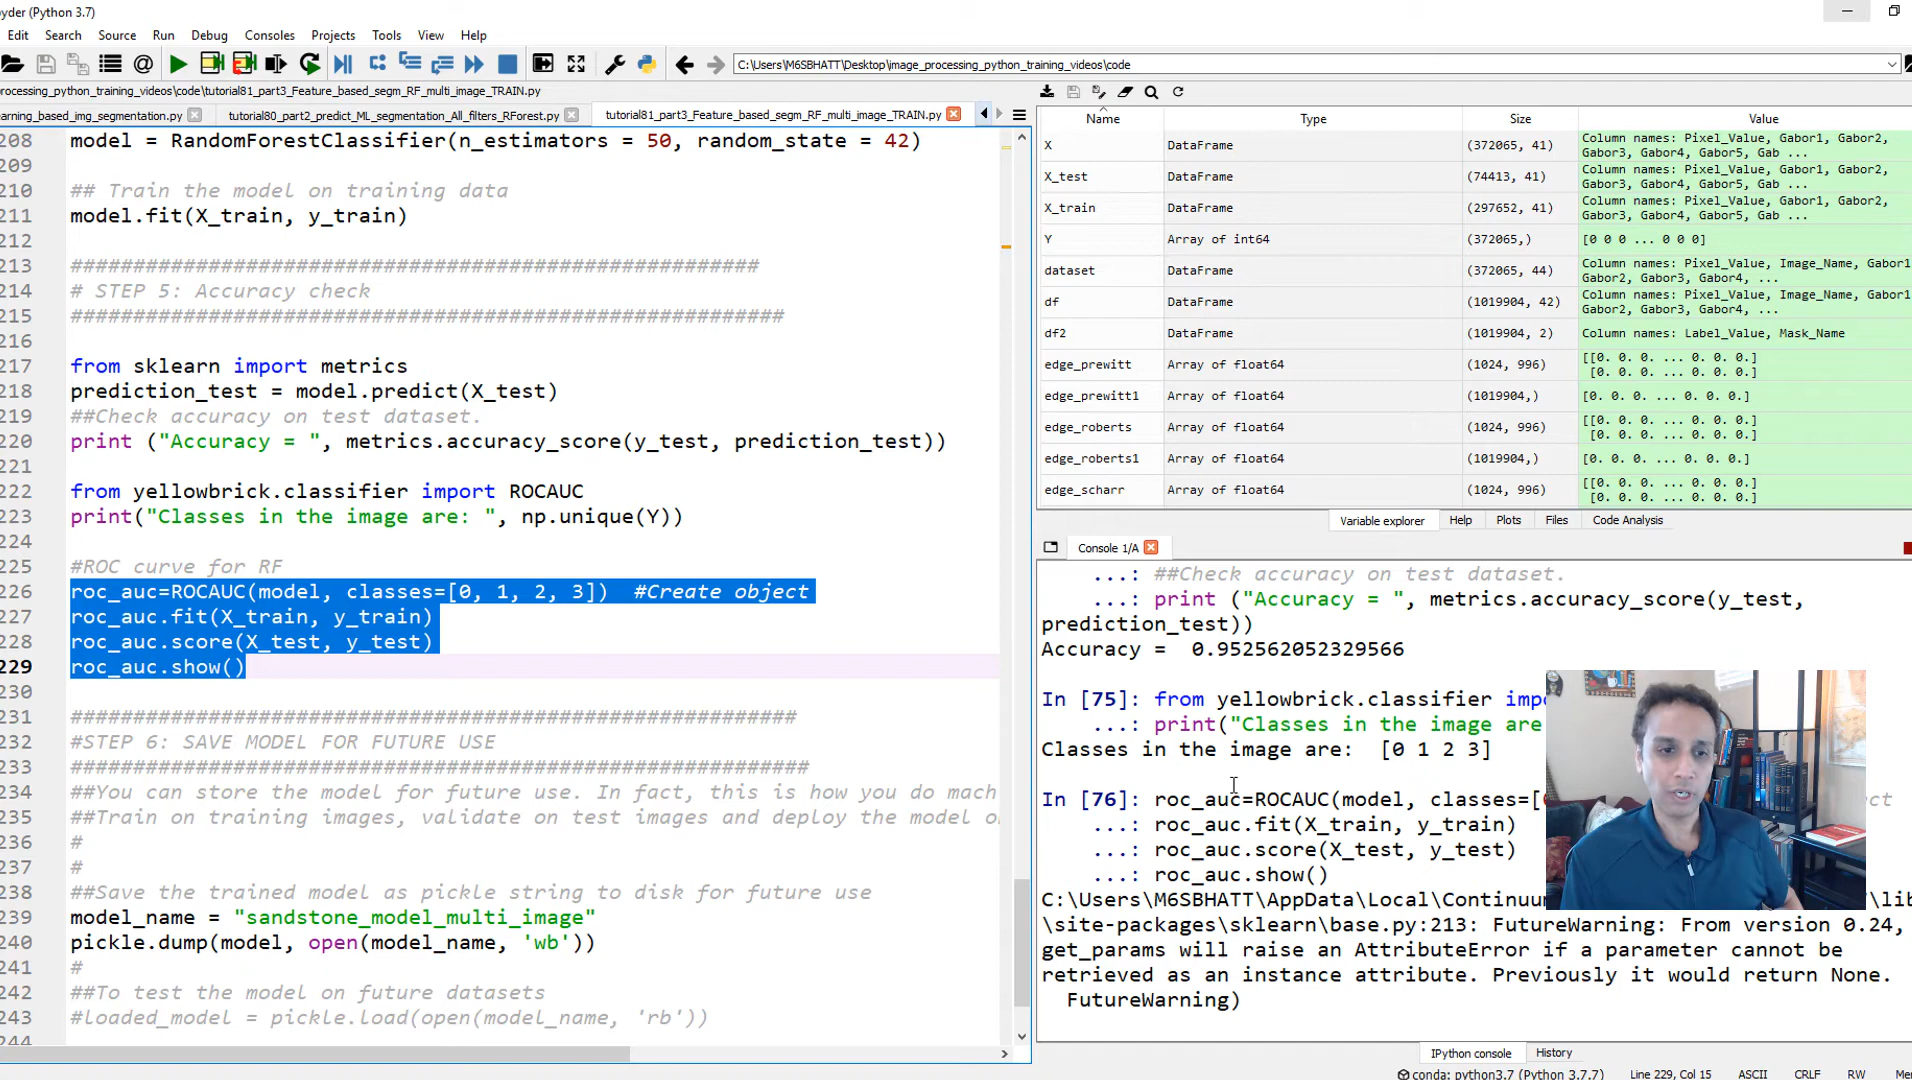 pyder (Python 3.7)
Edit Search Source Run Debug Consoles Projects Tools View Help
C:\Users\M6SBHATT\Desktop\image_processing_python_training_videos\code
processing_python_training_videos\code\tutorial81_part3_Feature_based_segm_RF_multi_image_TRAIN.py
earning_based_img_segmentation.py tutorial80_part2_predict_ML_segmentation_All_filters_RForest.py tutorial81_part3_Feature_based_segm_RF_multi_image_TRAIN.py
208 model = RandomForestClassifier(n_estimators = 50, random_state = 42)
209
210 ## Train the model on training data
211 model.fit(X_train, y_train)
212
213 #######################################################
214 # STEP 5: Accuracy check
215 #########################################################
216
217 from sklearn import metrics
218 prediction_test = model.predict(X_test)
219 ##Check accuracy on test dataset.
220 print ("Accuracy = ", metrics.accuracy_score(y_test, prediction_test))
221
222 from yellowbrick.classifier import ROCAUC
223 print("Classes in the image are: ", np.unique(Y))
224
225 #ROC curve for RF
226 roc_auc=ROCAUC(model, classes=[0, 1, 2, 3]) #Create object
227 roc_auc.fit(X_train, y_train)
228 roc_auc.score(X_test, y_test)
229 roc_auc.show()
230
231 ##########################################################
232 #STEP 6: SAVE MODEL FOR FUTURE USE
233 ###########################################################
234 ##You can store the model for future use. In fact, this is how you do mach
235 ##Train on training images, validate on test images and deploy the model o
236 #
237 #
238 ##Save the trained model as pickle string to disk for future use
239 model_name = "sandstone_model_multi_image"
240 pickle.dump(model, open(model_name, 'wb'))
241 #
242 ##To test the model on future datasets
243 #loaded_model = pickle.load(open(model_name, 'rb'))
244
Name Type Size Value
X DataFrame (372065, 41) Column names: Pixel_Value, Gabor1, Gabor2,
Gabor3, Gabor4, Gabor5, Gab ...
X_test DataFrame (74413, 41) Column names: Pixel_Value, Gabor1, Gabor2,
Gabor3, Gabor4, Gabor5, Gab ...
X_train DataFrame (297652, 41) Column names: Pixel_Value, Gabor1, Gabor2,
Gabor3, Gabor4, Gabor5, Gab ...
Y Array of int64 (372065,) [0 0 0 ... 0 0 0]
dataset DataFrame (372065, 44) Column names: Pixel_Value, Image_Name, Gabor1
Gabor2, Gabor3, Gabor4, ...
df DataFrame (1019904, 42) Column names: Pixel_Value, Image_Name, Gabor1
Gabor2, Gabor3, Gabor4, ...
df2 DataFrame (1019904, 2) Column names: Label_Value, Mask_Name
edge_prewitt Array of float64 (1024, 996) [[0. 0. 0. ... 0. 0. 0.]
[0. 0. 0. ... 0. 0. 0.]
edge_prewitt1 Array of float64 (1019904,) [0. 0. 0. ... 0. 0. 0.]
edge_roberts Array of float64 (1024, 996) [[0. 0. 0. ... 0. 0. 0.]
[0. 0. 0. ... 0. 0. 0.]
edge_roberts1 Array of float64 (1019904,) [0. 0. 0. ... 0. 0. 0.]
edge_scharr Array of float64 (1024, 996) [[0. 0. 0. ... 0. 0. 0.]
[0. 0. 0. ... 0. 0. 0.]
Variable explorer Help Plots Files Code Analysis
Console 1/A
...: ##Check accuracy on test dataset.
...: print ("Accuracy = ", metrics.accuracy_score(y_test,
prediction_test))
Accuracy = 0.952562052329566
In [75]: from yellowbrick.classifier imp
...: print("Classes in the image are
Classes in the image are: [0 1 2 3]
In [76]: roc_auc=ROCAUC(model, classes=[ ect
...: roc_auc.fit(X_train, y_train)
...: roc_auc.score(X_test, y_test)
...: roc_auc.show()
C:\Users\M6SBHATT\AppData\Local\Continuu \lib
\site-packages\sklearn\base.py:213: FutureWarning: From version 0.24,
get_params will raise an AttributeError if a parameter cannot be
retrieved as an instance attribute. Previously it would return None.
FutureWarning)
IPython console History
conda: python3.7 (Python 3.7.7) Line 229, Col 15 ASCII CRLF RW Me